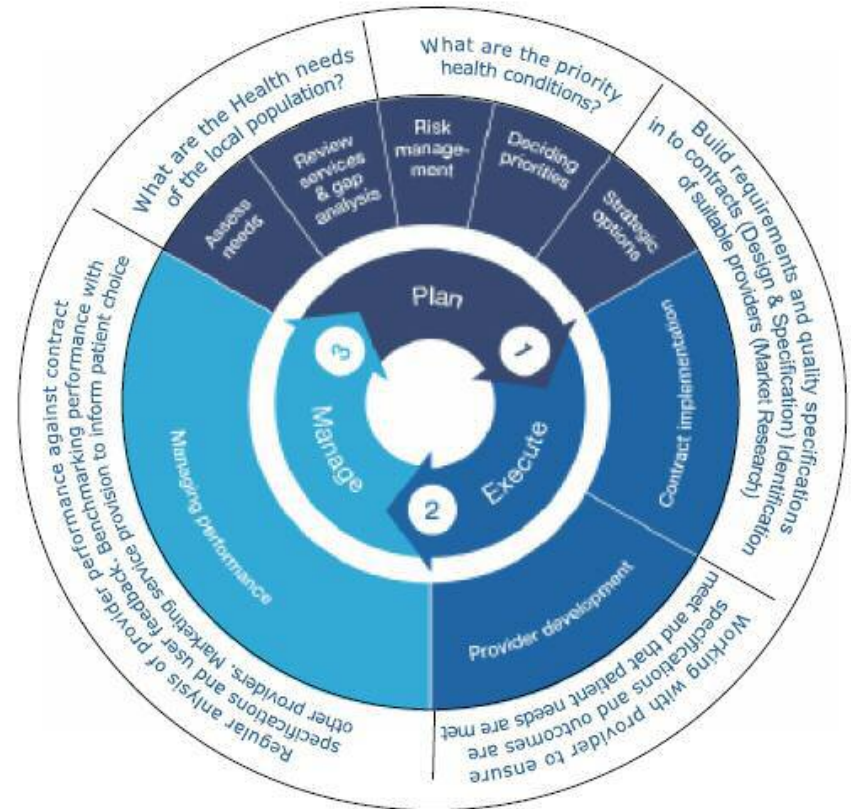 What are the Health needs
of the local population?
What are the priority
health conditions?
Build requirements and quality specifications
in to contracts (Design & Specification) Identification
of suitable providers (Market Research)
Working with provider to ensure
specifications and outcomes are
meet and that patient needs are met
Regular anlysis of provider performance against contract
specifications and user feedback. Benchmarking performance with
other providers. Marketing service provision to inform patient choice
Assess
needs
Review
services
& gap
analysis
Risk
manage-
ment
Deciding
priorities
Strategic
options
Contract implementation
Provider development
Managing performance
Plan
1
Execute
2
Manage
3